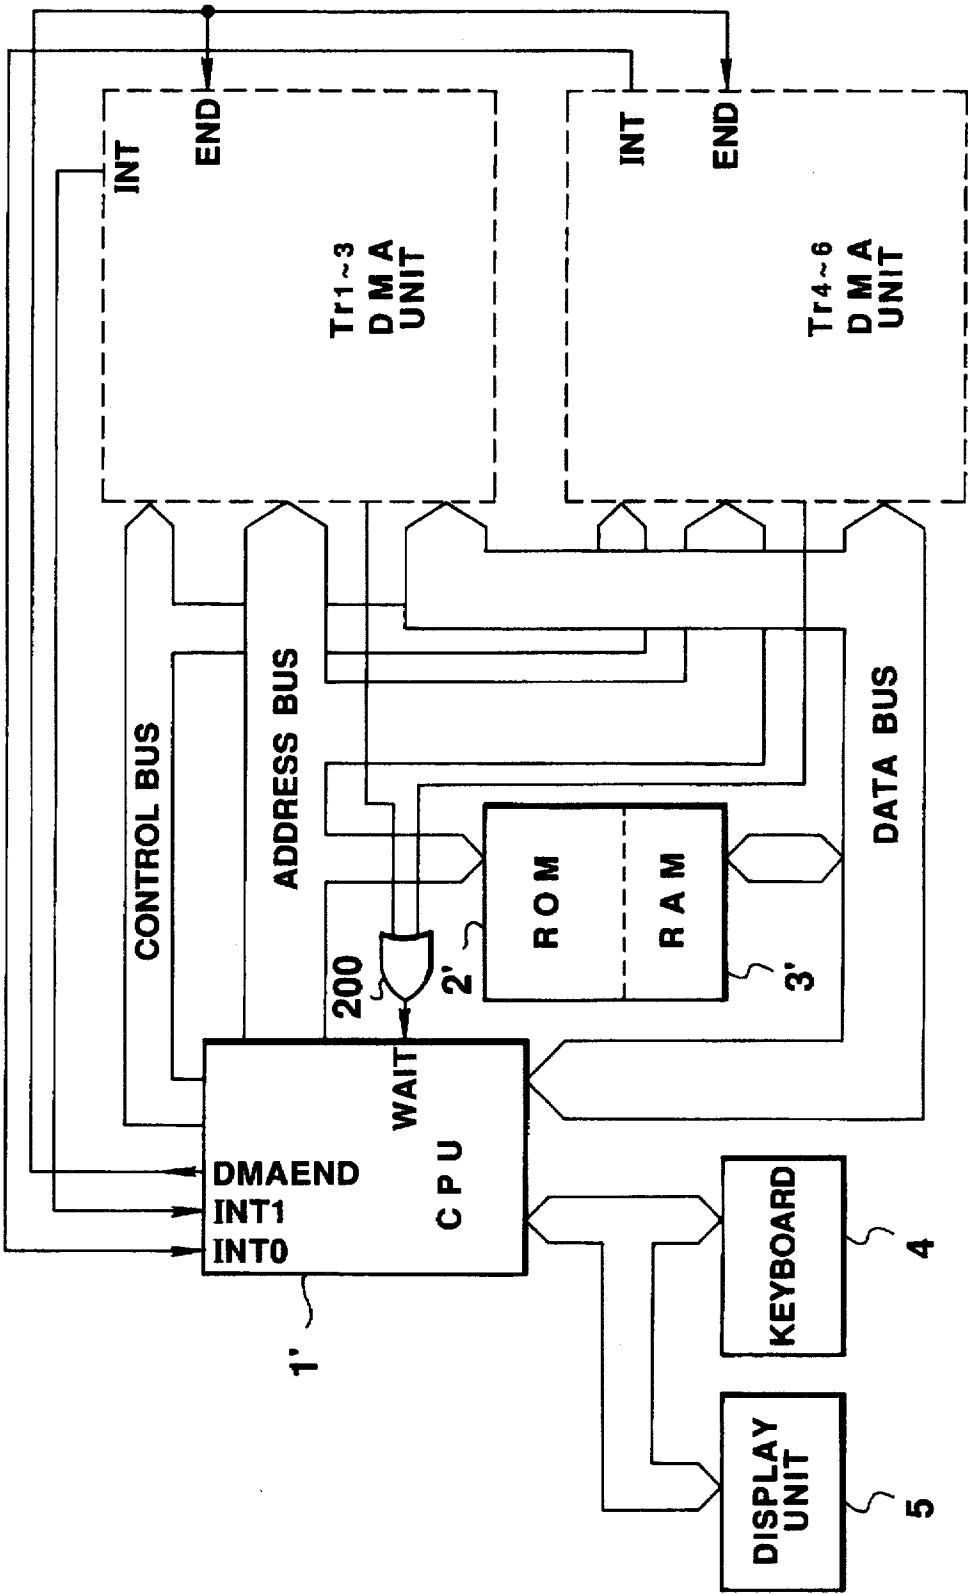 INT
END
Tr1~3
DMA
UNIT
INT
END
Tr4~6
DMA
UNIT
CONTROL BUS
ADDRESS BUS
DATA BUS
200
2'
ROM
RAM
3'
WAIT
CPU
DMAEND
INT1
INT0
1'
KEYBOARD
4
DISPLAY
UNIT
5